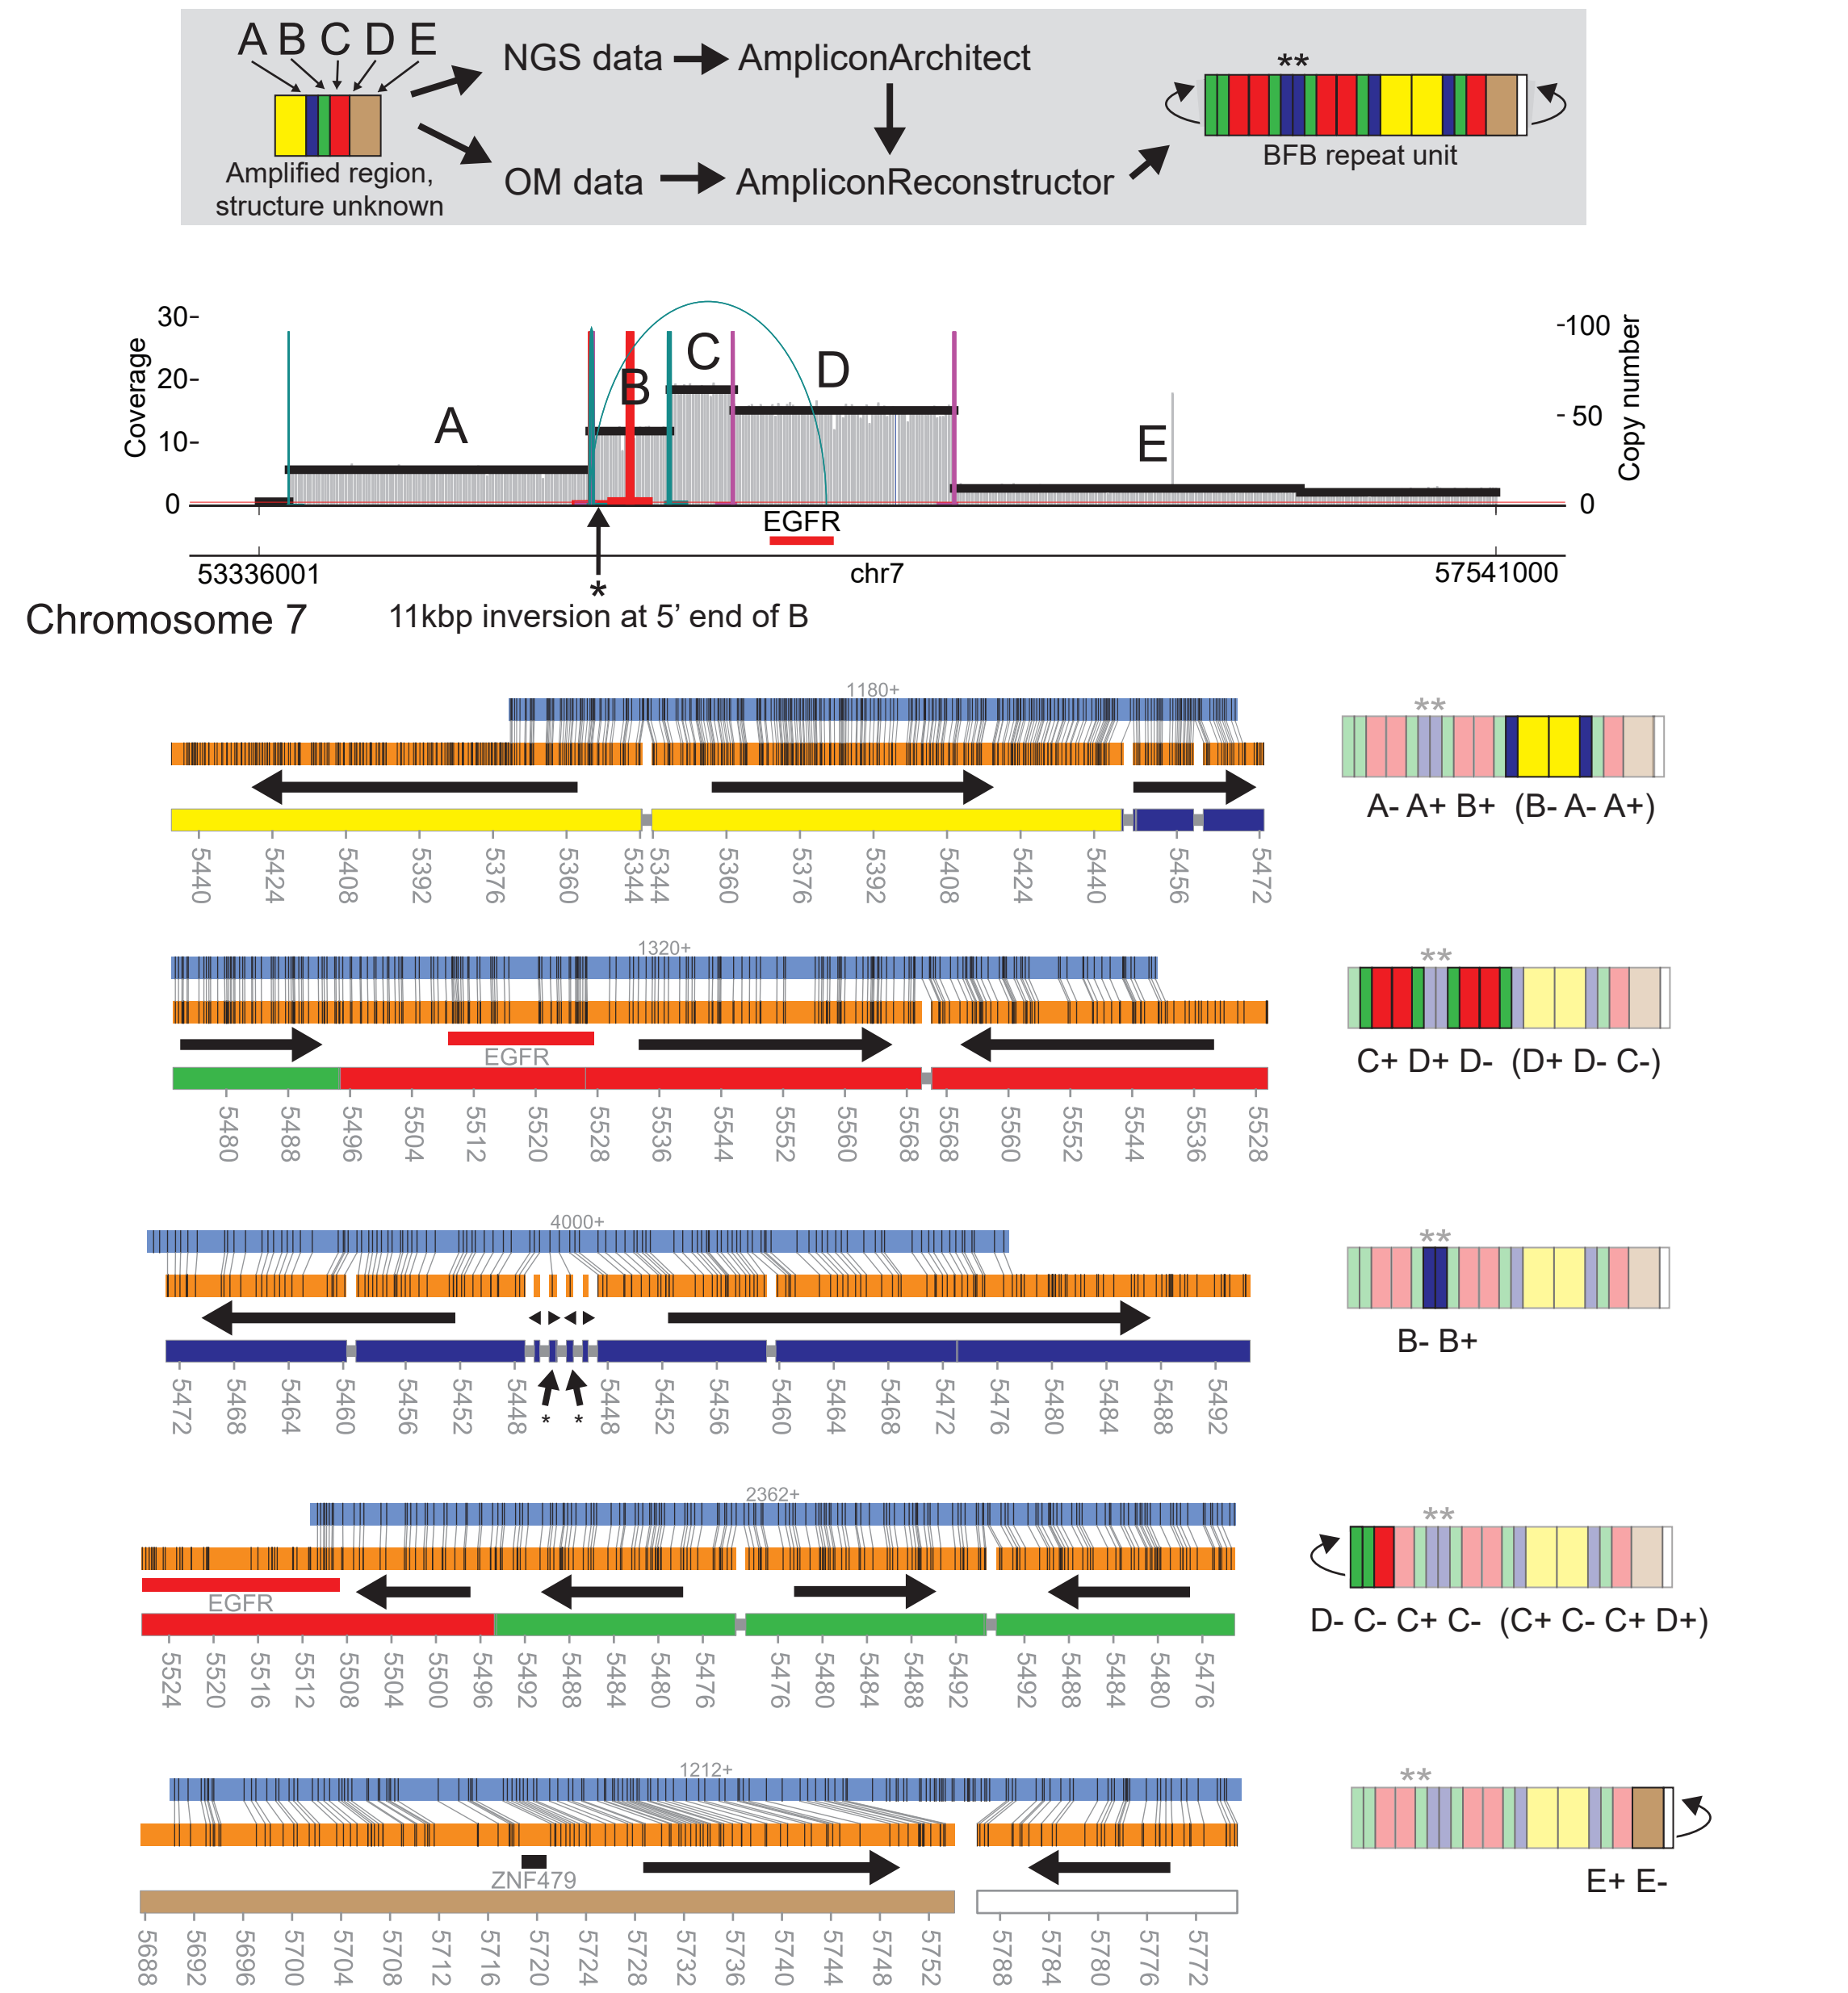 A B C D E
NGS data
AmpliconArchitect
**
Amplified region,
structure unknown
OM data
AmpliconReconstructor
BFB repeat unit
Coverage
30-
20-
10-
0
A
B
C
D
E
-100
- 50
0
Copy number
EGFR
53336001
chr7
57541000
*
Chromosome 7
11kbp inversion at 5’ end of B
1180+
**
A- A+ B+ (B- A- A+)
5440 5424 5408 5392 5376 5360 5344 5344 5360 5376 5392 5408 5424 5440 5456 5472
1320+
**
EGFR
C+ D+ D- (D+ D- C-)
5480 5488 5496 5504 5512 5520 5528 5536 5544 5552 5560 5568 5568 5560 5552 5544 5536 5528
4000+
**
B- B+
5472 5468 5464 5460 5456 5452 5448 5448 5452 5456 5460 5464 5468 5472 5476 5480 5484 5488 5492
* *
2362+
**
EGFR
D- C- C+ C- (C+ C- C+ D+)
5524 5520 5516 5512 5508 5504 5500 5496 5492 5488 5484 5480 5476 5476 5480 5484 5488 5492 5492 5488 5484 5480 5476
1212+
**
ZNF479
E+ E-
5688 5692 5696 5700 5704 5708 5712 5716 5720 5724 5728 5732 5736 5740 5744 5748 5752 5788 5784 5780 5776 5772